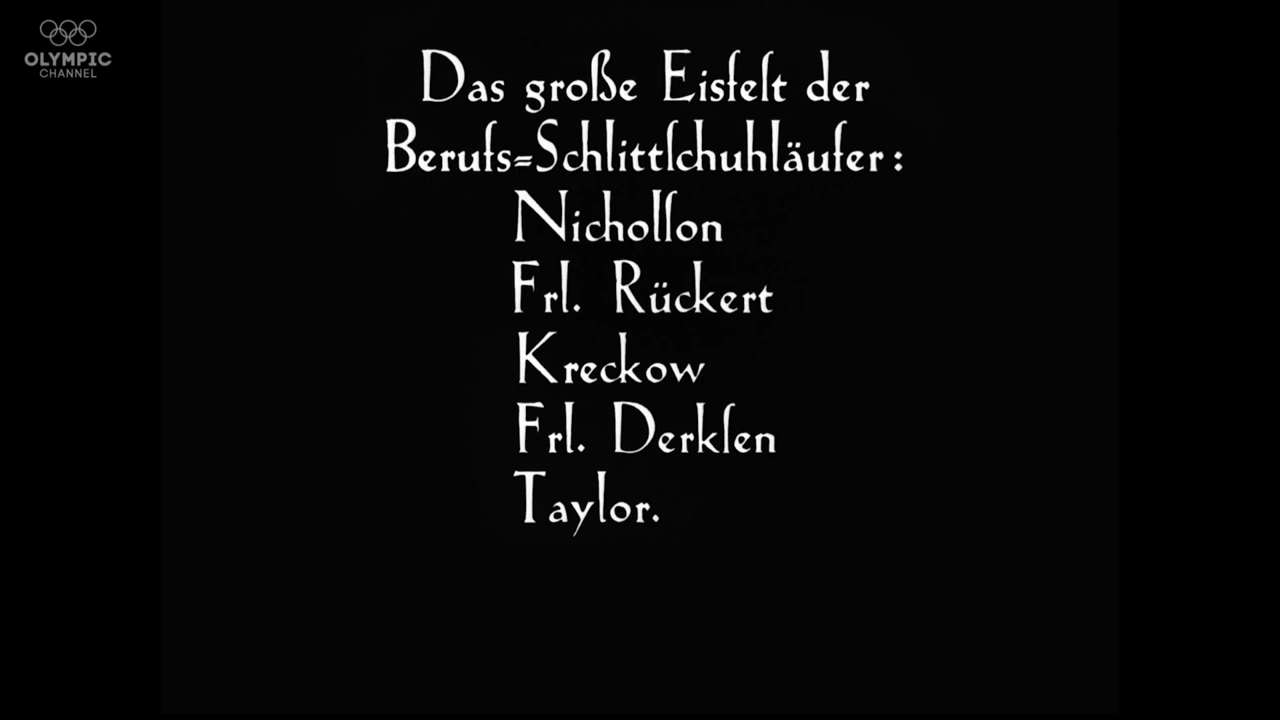 OLYMPIC
CHANNEL
Das große Eisfeſt der
Berufs=Schlittſchuhläufer:
Nicholſon
Frl. Rückert
Kreckow
Frl. Derkſen
Taylor.